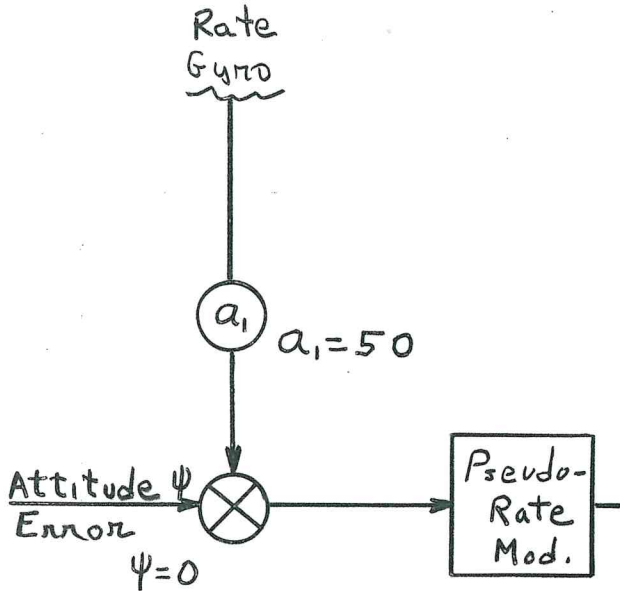 Rate
Gyro
a₁
a₁=50
Attitude ψ
Error
ψ=0
Pseudo-
Rate
Mod.